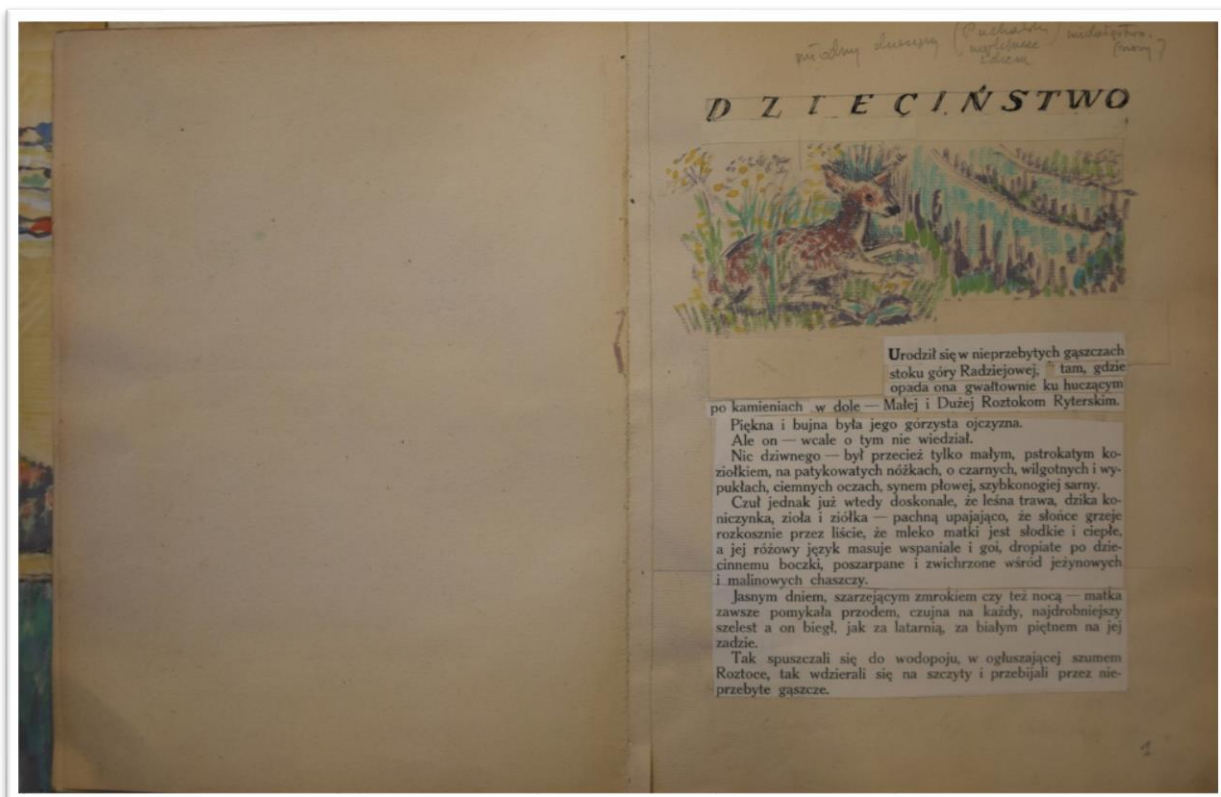 DZIECIŃSTWO
Urodził się w nieprzebytych gąszczach
stoku góry Radziejowej, tam, gdzie
opada ona gwałtownie ku huczącym
po kamieniach w dole — Małej i Dużej Roztokom Ryterskim.
Piękna i bujna była jego górzysta ojczyzna.
Ale on — wcale o tym nie wiedział.
Nic dziwnego — był przecież tylko małym, pstrokatym ko-
ziołkiem, na patykowatych nóżkach, o czarnych, wilgotnych i wy-
pukłach, ciemnych oczach, synem płowej, szybkonogiej sarny.
Czuł jednak już wtedy doskonale, że leśna trawa, dzika ko-
niczynka, zioła i ziółka — pachną upajająco, że słońce grzeje
rozkosznie przez liście, że mleko matki jest słodkie i ciepłe,
a jej różowy język masuje wspaniale i goi, dropiate po dzie-
cinnemu boczki, poszarpane i zwichrzone wśród jeżynowych
i malinowych chaszczy.
Jasnym dniem, szarzejącym zmrokiem czy też nocą — matka
zawsze pomykała przodem, czujna na każdy, najdrobniejszy
szelest a on biegł, jak za latarnią, za białym piętnem na jej
zadzie.
Tak spuszczali się do wodopoju, w ogłuszającej szumem
Roztoce, tak wdzierali się na szczyty i przebijali przez nie-
przebyte gąszcze.
1